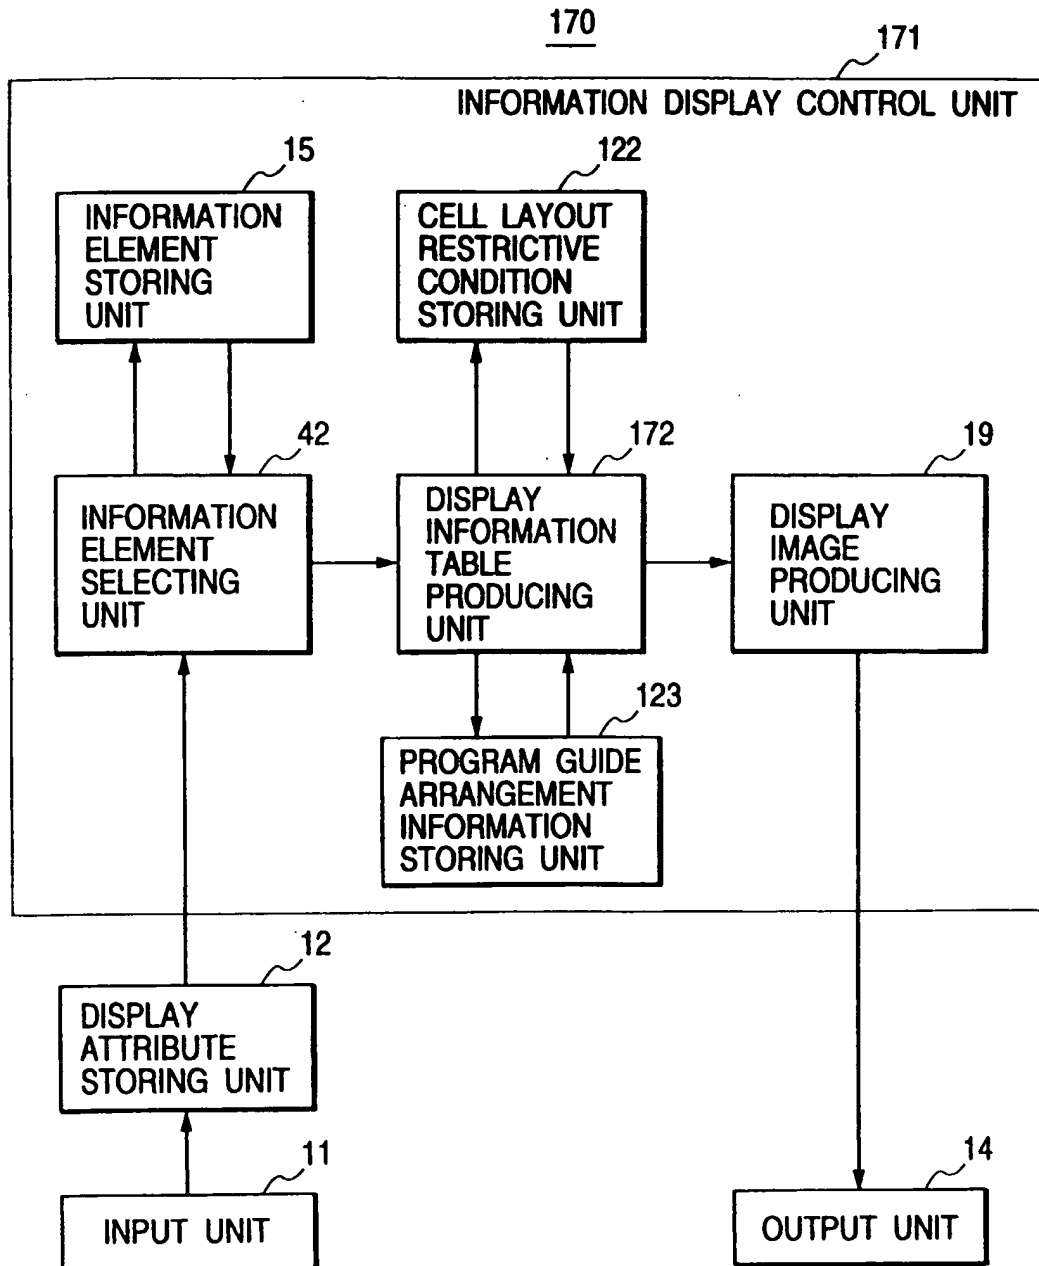 170
171
INFORMATION DISPLAY CONTROL UNIT
15
INFORMATION
ELEMENT
STORING
UNIT
122
CELL LAYOUT
RESTRICTIVE
CONDITION
STORING UNIT
42
INFORMATION
ELEMENT
SELECTING
UNIT
172
DISPLAY
INFORMATION
TABLE
PRODUCING
UNIT
19
DISPLAY
IMAGE
PRODUCING
UNIT
123
PROGRAM GUIDE
ARRANGEMENT
INFORMATION
STORING UNIT
12
DISPLAY
ATTRIBUTE
STORING UNIT
11
INPUT UNIT
14
OUTPUT UNIT